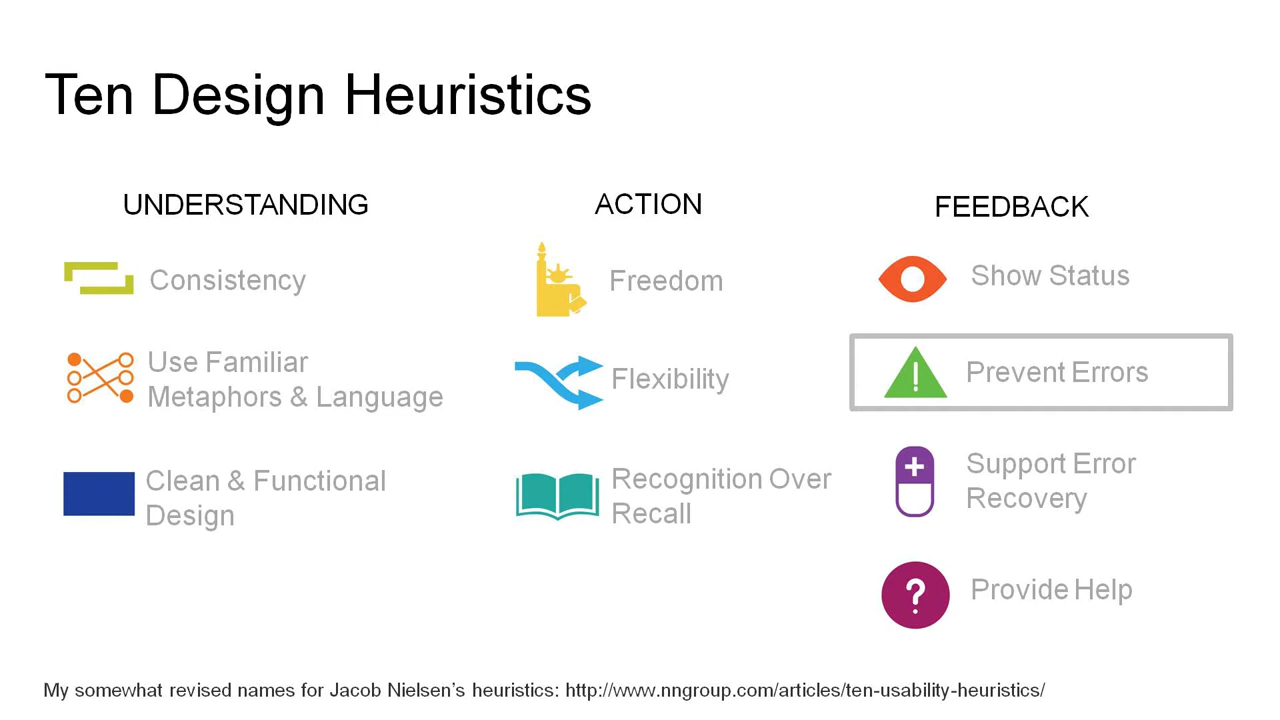 Ten Design Heuristics
UNDERSTANDING
Consistency
Use Familiar
Metaphors & Language
Clean & Functional
Design
ACTION
Freedom
Flexibility
Recognition Over
Recall
FEEDBACK
Show Status
!
Prevent Errors
+
Support Error
Recovery
?
Provide Help
My somewhat revised names for Jacob Nielsen's heuristics: http://www.nngroup.com/articles/ten-usability-heuristics/